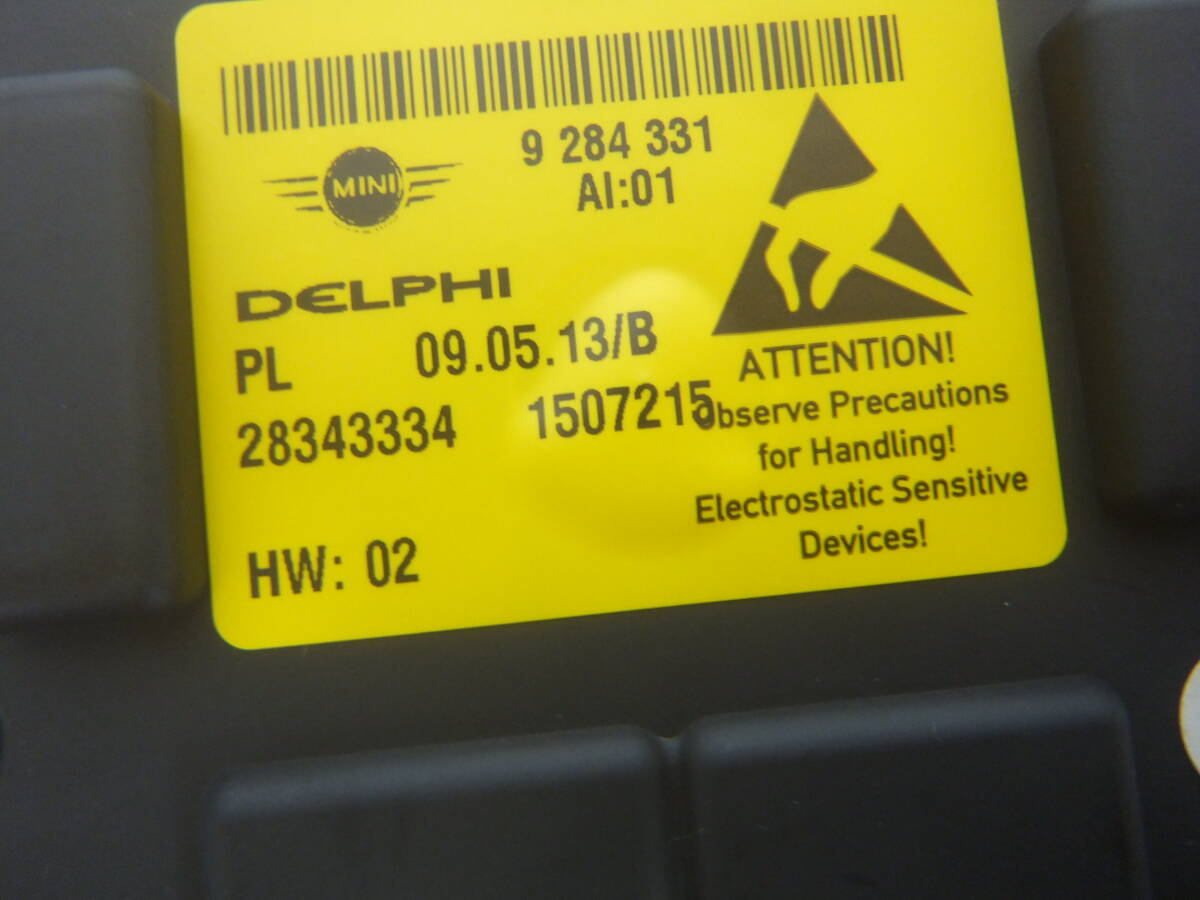 9 284 331
AI:01
MINI
DELPHI
PL 09.05.13/B
28343334 1507215
HW: 02
ATTENTION!
Observe Precautions
for Handling!
Electrostatic Sensitive
Devices!